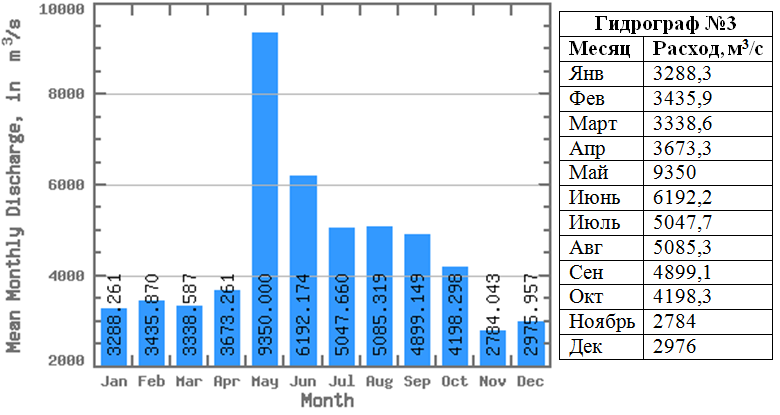 10000
8000
6000
4000
2000
Mean Monthly Discharge, in m³/s
3288.261
3435.870
3338.587
3673.261
9350.000
6192.174
5047.660
5085.319
4899.149
4198.298
2784.043
2975.957
Jan Feb Mar Apr May Jun Jul Aug Sep Oct Nov Dec
Month
Гидрограф №3
Месяц Расход, м³/с
Янв 3288,3
Фев 3435,9
Март 3338,6
Апр 3673,3
Май 9350
Июнь 6192,2
Июль 5047,7
Авг 5085,3
Сен 4899,1
Окт 4198,3
Ноябрь 2784
Дек 2976